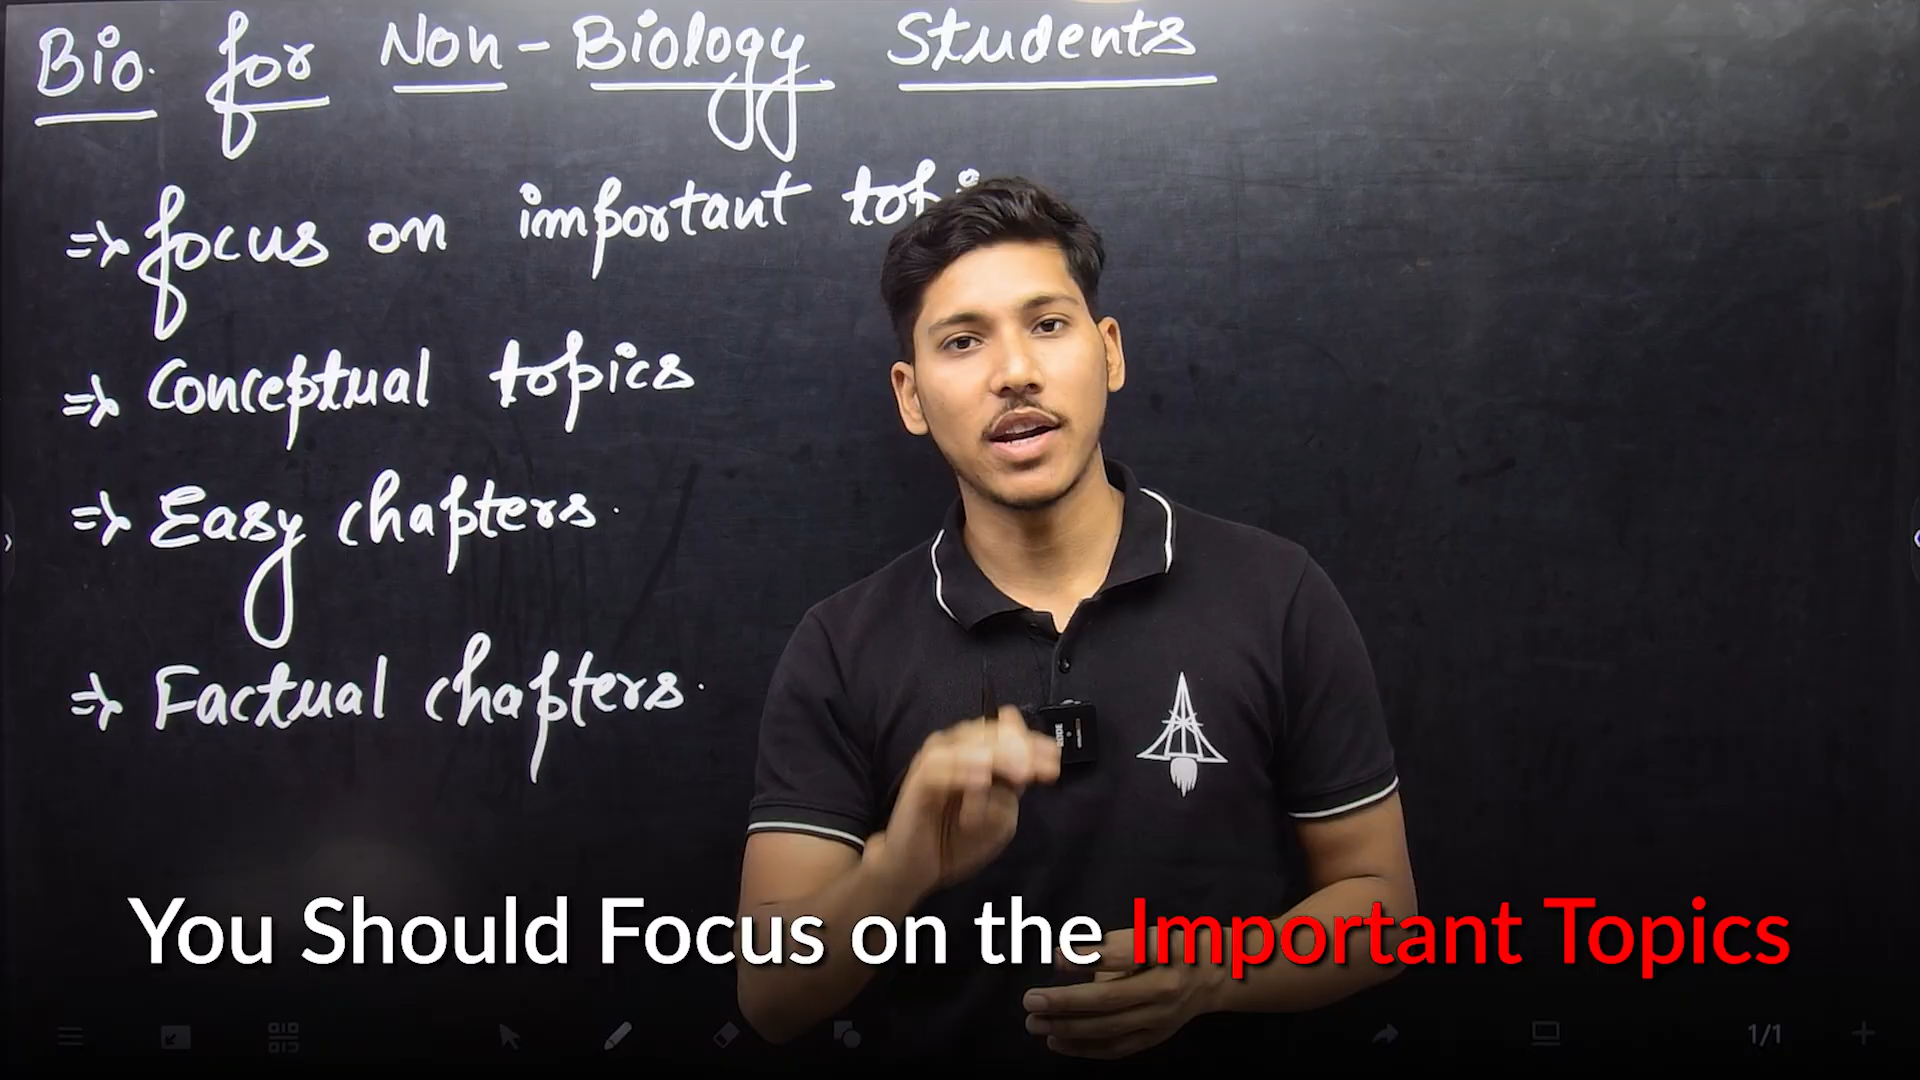 Bio. for Non-Biology Students
=> focus on important
=> Conceptual topics
=> Easy chapters.
=> Factual chapters.
RODE
You Should Focus on the Important Topics
1/1